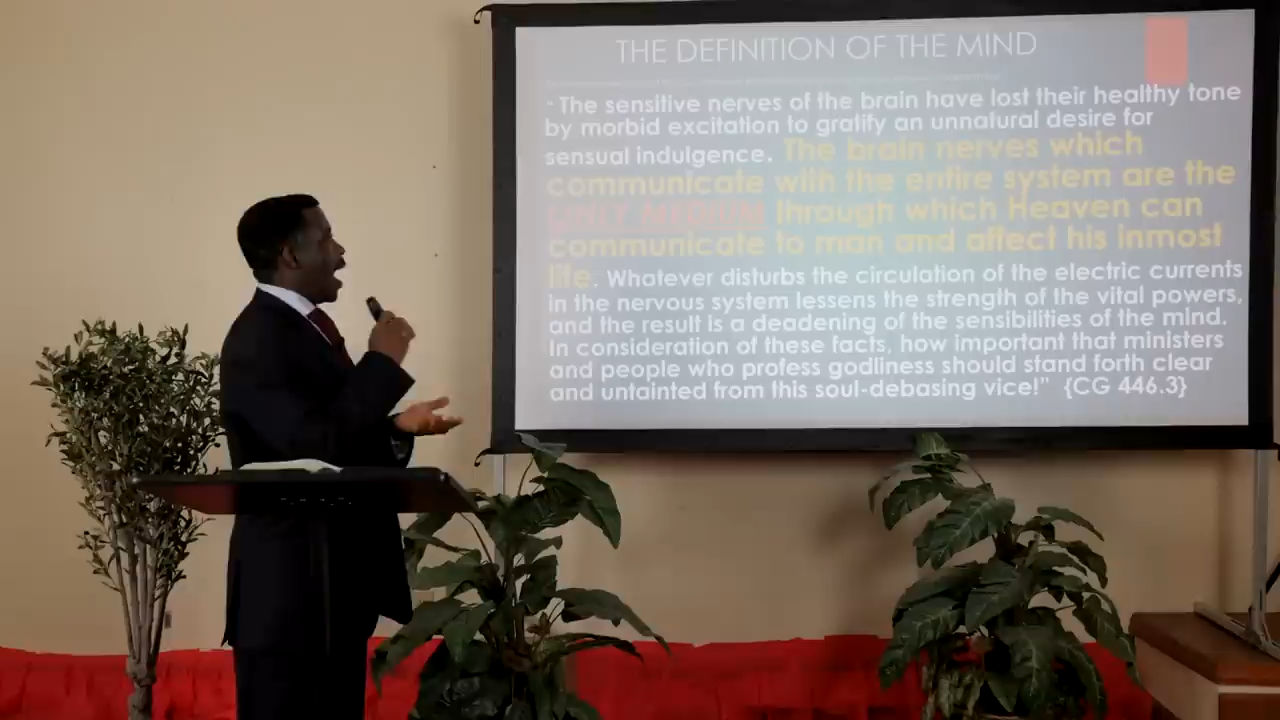 THE DEFINITION OF THE MIND
The sensitive nerves of the brain have lost their healthy tone
by morbid excitation to gratify an unnatural desire for
sensual indulgence. The brain nerves which
communicate with the entire system are the
ONLY MEDIUM through which Heaven can
communicate to man and affect his inmost
life. Whatever disturbs the circulation of the electric currents
in the nervous system lessens the strength of the vital powers,
and the result is a deadening of the sensibilities of the mind.
In consideration of these facts, how important that ministers
and people who profess godliness should stand forth clear
and untainted from this soul-debasing vice!" {CG 446.3}